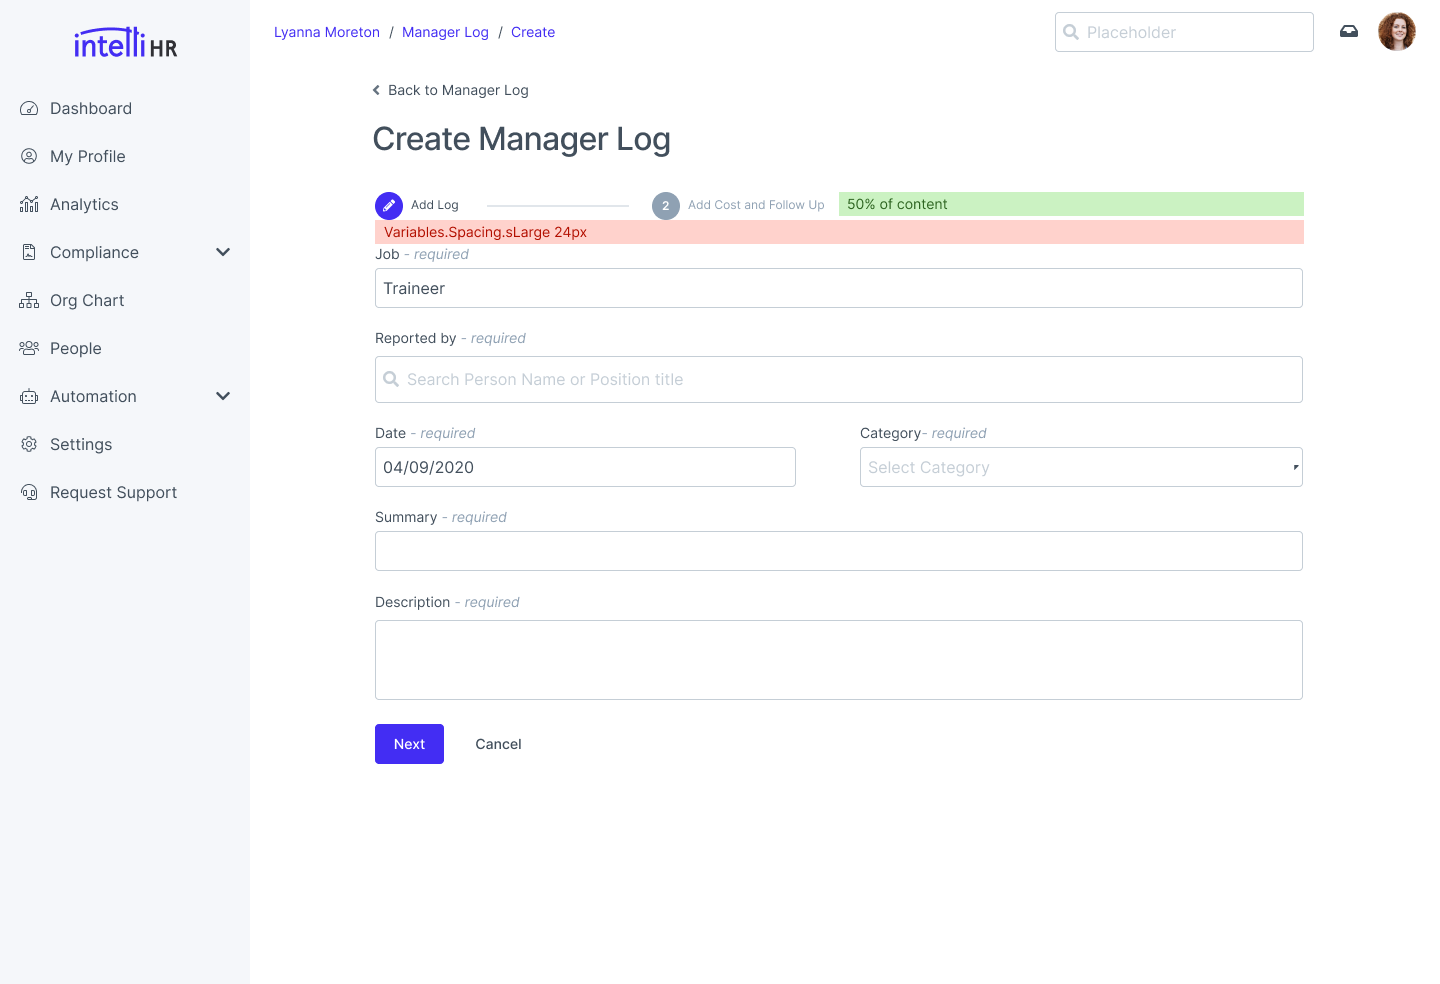 intelliHR
Lyanna Moreton / Manager Log / Create
Placeholder
Dashboard
My Profile
Analytics
Compliance
Org Chart
People
Automation
Settings
Request Support
Back to Manager Log
Create Manager Log
Add Log
2 Add Cost and Follow Up
50% of content
Variables.Spacing.sLarge 24px
Job - required
Traineer
Reported by - required
Search Person Name or Position title
Date - required
04/09/2020
Category- required
Select Category
Summary - required
Description - required
Next
Cancel